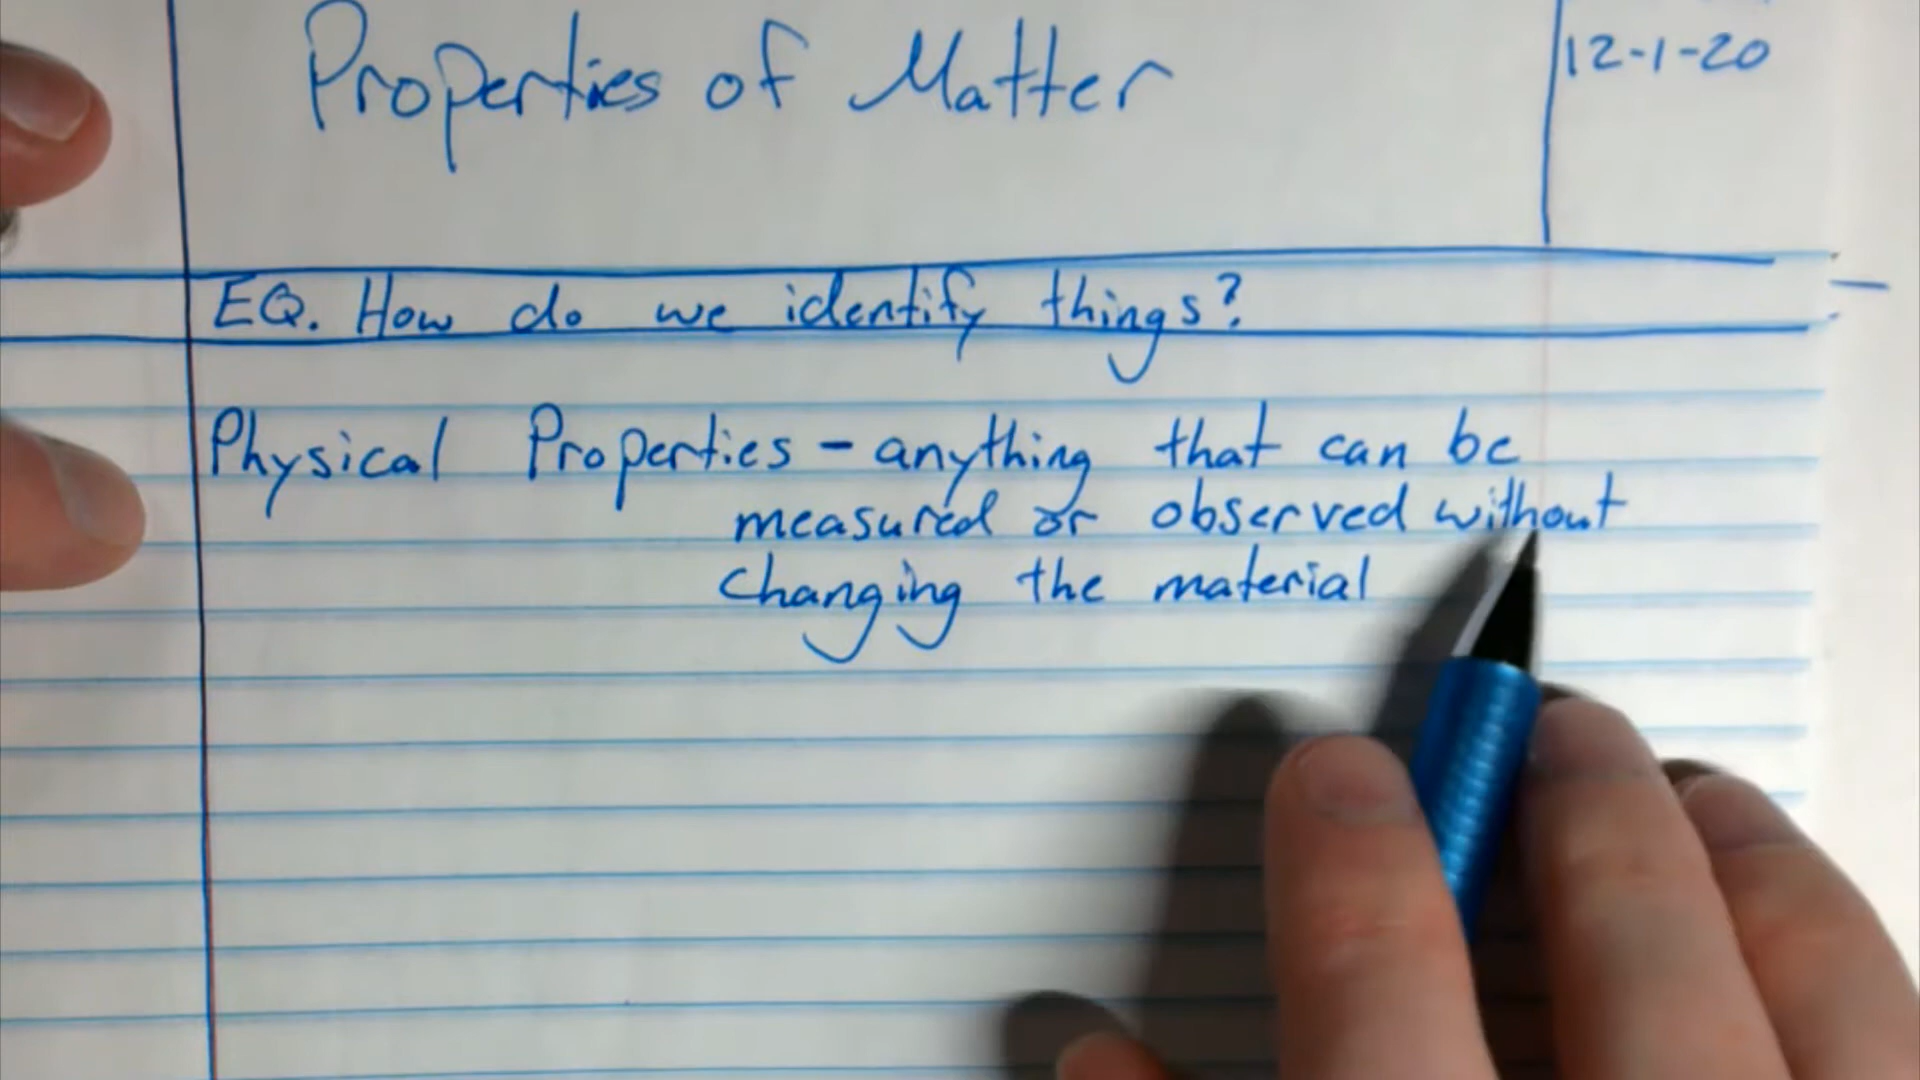 Properties of Matter
12-1-20
EQ. How do we identify things?
Physical Properties - anything that can be
measured or observed without
changing the material